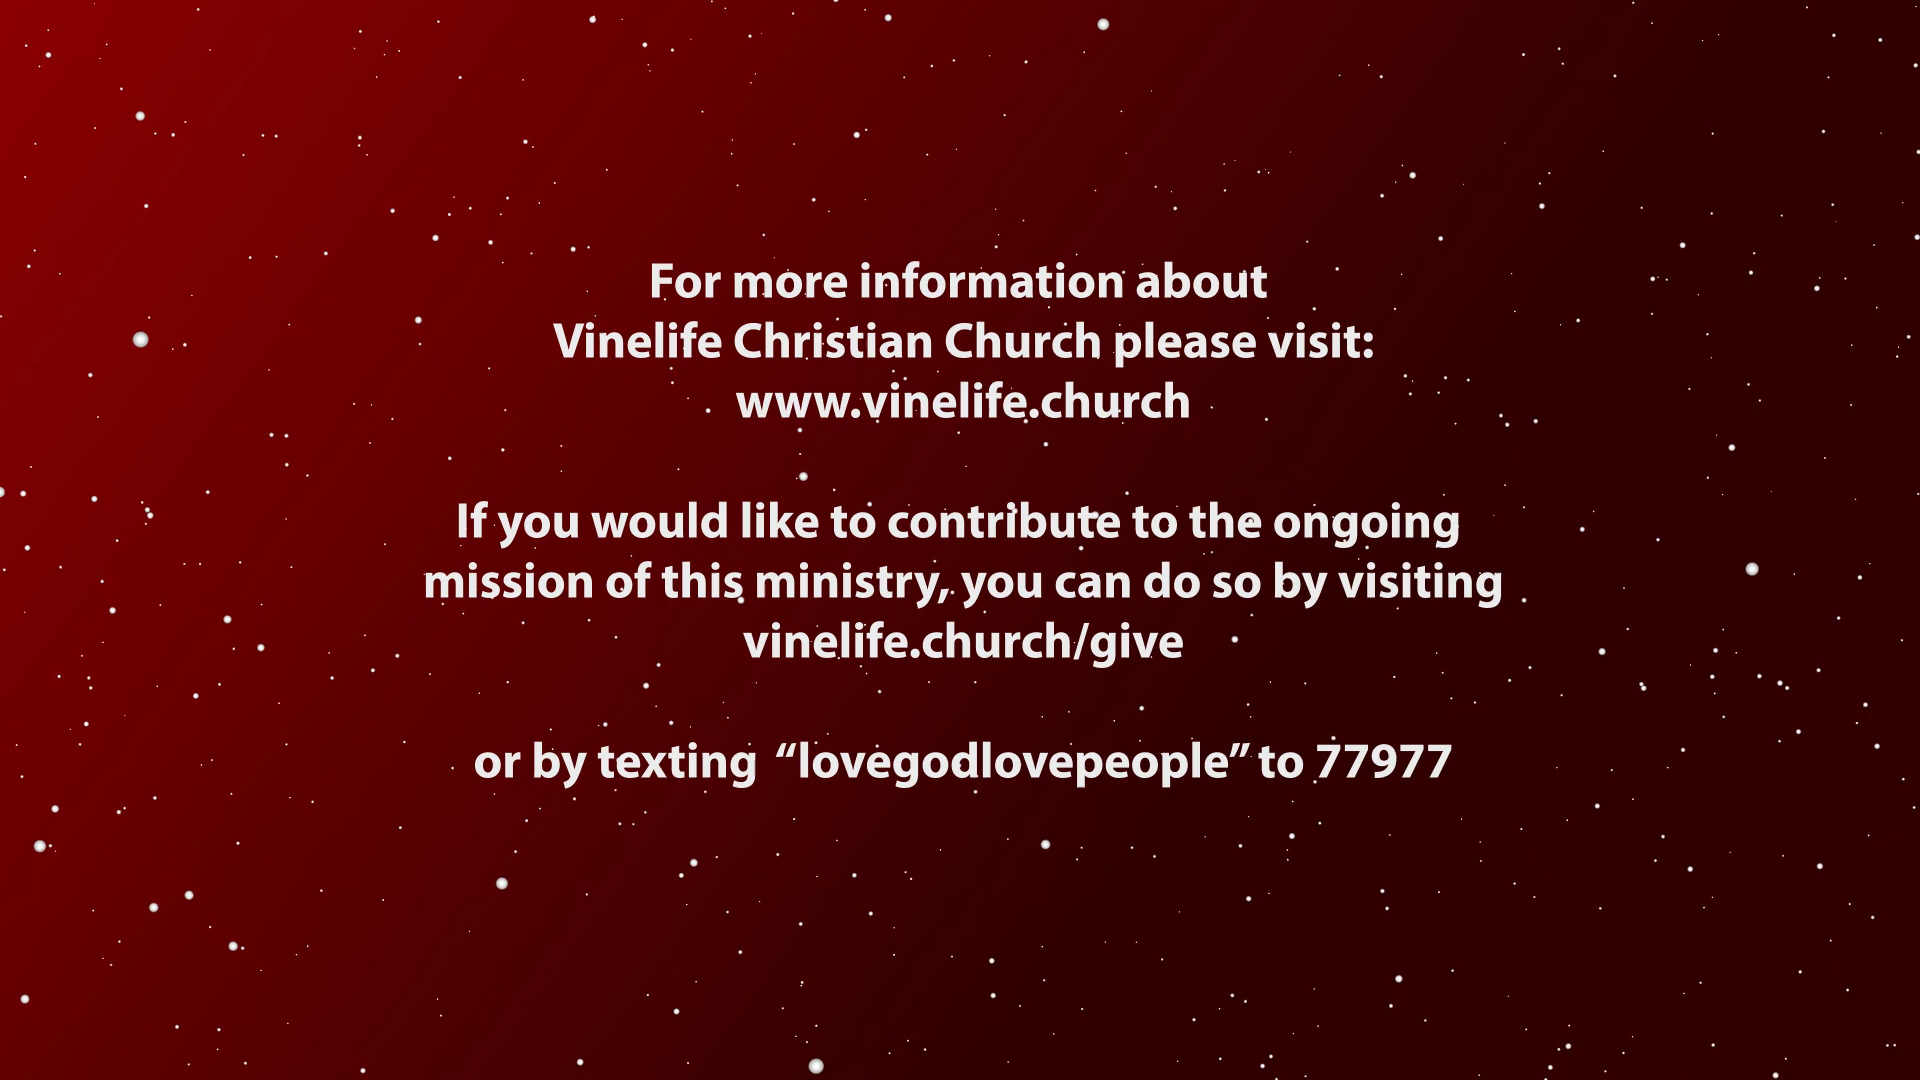 For more information about
Vinelife Christian Church please visit:
www.vinelife.church
If you would like to contribute to the ongoing
mission of this ministry, you can do so by visiting
vinelife.church/give
or by texting “lovegodlovepeople” to 77977